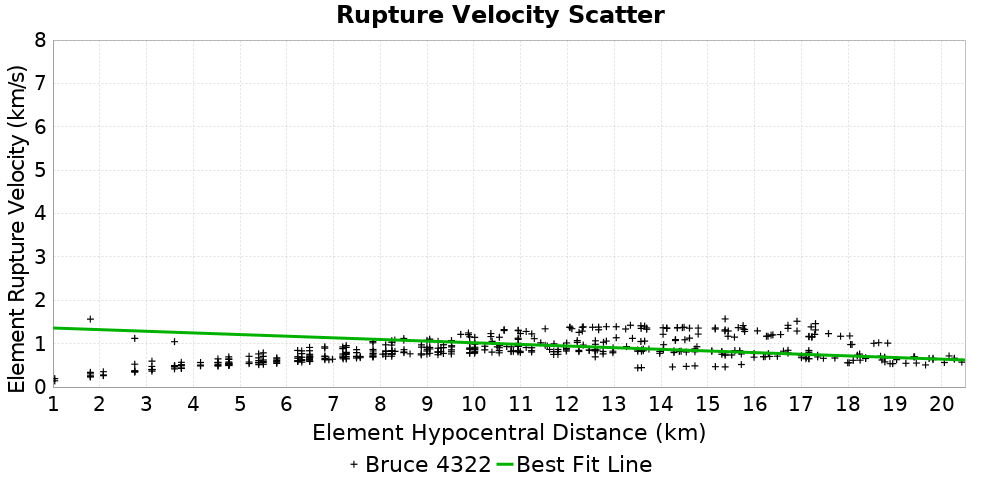 Rupture Velocity Scatter
Element Rupture Velocity (km/s)
8
7
6
5
4
3
2
1
0
1 2 3 4 5 6 7 8 9 10 11 12 13 14 15 16 17 18 19 20
Element Hypocentral Distance (km)
Bruce 4322 Best Fit Line